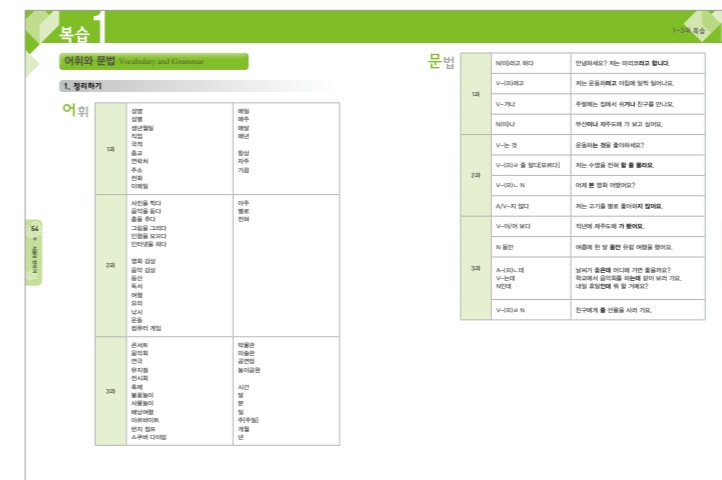 복습1
1~3과 복습
어휘와 문법 Vocabulary and Grammar
1. 정리하기
어휘
1과
성명
성별
생년월일
직업
국적
종교
연락처
주소
전화
이메일
매일
매주
매달
매년
항상
자주
가끔
2과
사진을 찍다
음악을 듣다
춤을 추다
그림을 그리다
인형을 모으다
인터넷을 하다
영화 감상
음악 감상
등산
독서
여행
요리
낚시
운동
컴퓨터 게임
아주
별로
전혀
3과
콘서트
음악회
연극
뮤지컬
전시회
축제
불꽃놀이
사물놀이
배낭여행
아르바이트
번지 점프
스쿠버 다이빙
박물관
미술관
공연장
놀이공원
시간
달
분
일
주[주일]
개월
년
54
문법
1과
N(이)라고 하다 안녕하세요? 저는 마리코라고 합니다.
V-(으)려고 저는 운동하려고 아침에 일찍 일어나요.
V-거나 주말에는 집에서 쉬거나 친구를 만나요.
N(이)나 부산이나 제주도에 가 보고 싶어요.
2과
V-는 것 운동하는 것을 좋아하세요?
V-(으)ㄹ 줄 알다[모르다] 저는 수영을 전혀 할 줄 몰라요.
V-(으)ㄴ N 어제 본 영화 어땠어요?
A/V-지 않다 저는 고기를 별로 좋아하지 않아요.
3과
V-아/어 보다 작년에 제주도에 가 봤어요.
N 동안 여름에 한 달 동안 유럽 여행을 했어요.
A-(으)ㄴ데 날씨가 좋은데 어디에 가면 좋을까요?
V-는데 학교에서 음악회를 하는데 같이 보러 가요.
N인데 내일 휴일인데 뭐 할 거예요?
V-(으)ㄹ N 친구에게 줄 선물을 사러 가요.